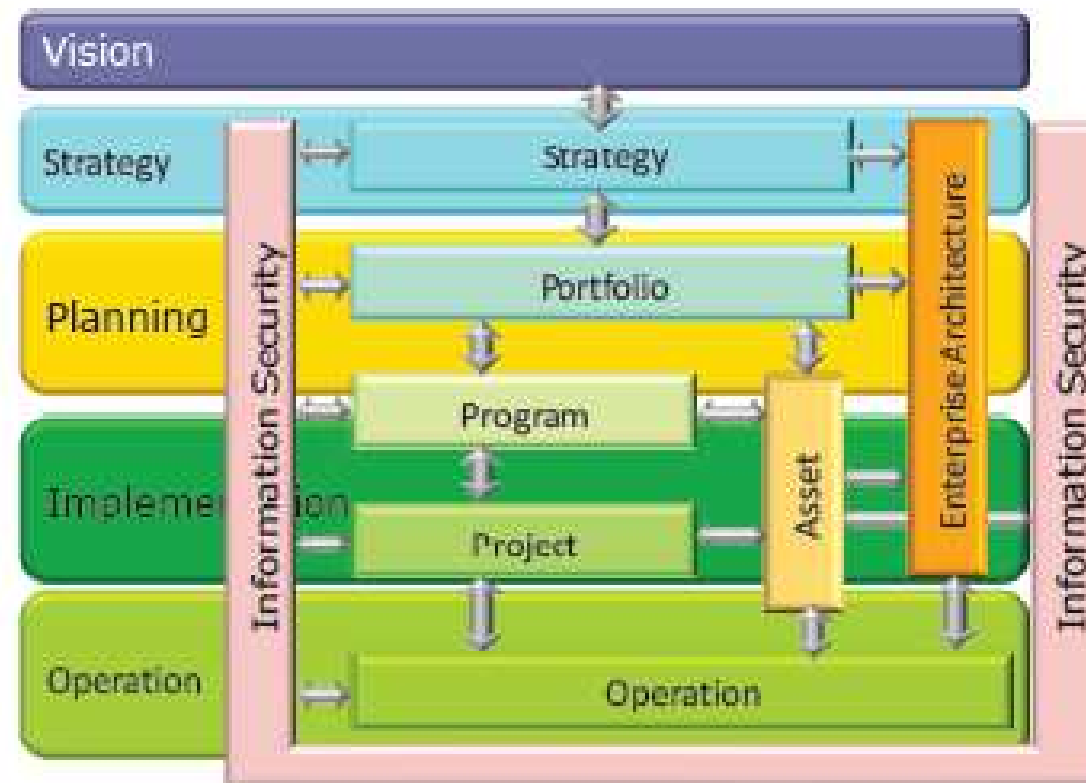 Vision
Strategy
Strategy
Portfolio
Planning
Program
Implementation
Project
Asset
Enterprise Architecture
Information Security
Information Security
Operation
Operation